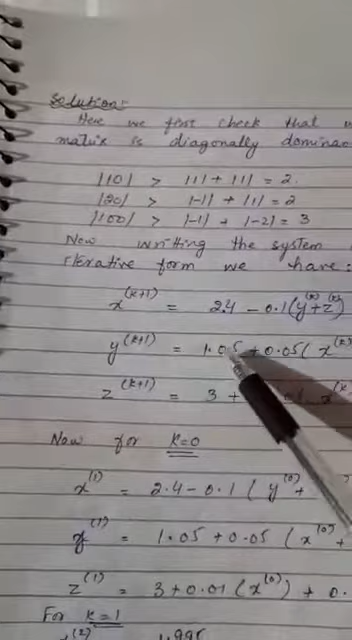 Solution:-
Here we first check that
matrix is diagonally dominan
|10| > |1| + |1| = 2.
|20| > |-1| + |1| = 2
|100| > |-1| + |-2| = 3
Now writting the system
iterative form we have:
x^(k+1) = 2.4 - 0.1(y^(k) + z^(k))
y^(k+1) = 1.05 + 0.05( x^(k)
z^(k+1) = 3 +
Now for k=0
x^(1) = 2.4 - 0.1 ( y^(0) +
y^(1) = 1.05 + 0.05 ( x^(0) +
z^(1) = 3 + 0.01 ( x^(0) ) + 0.
For k=1
1.995